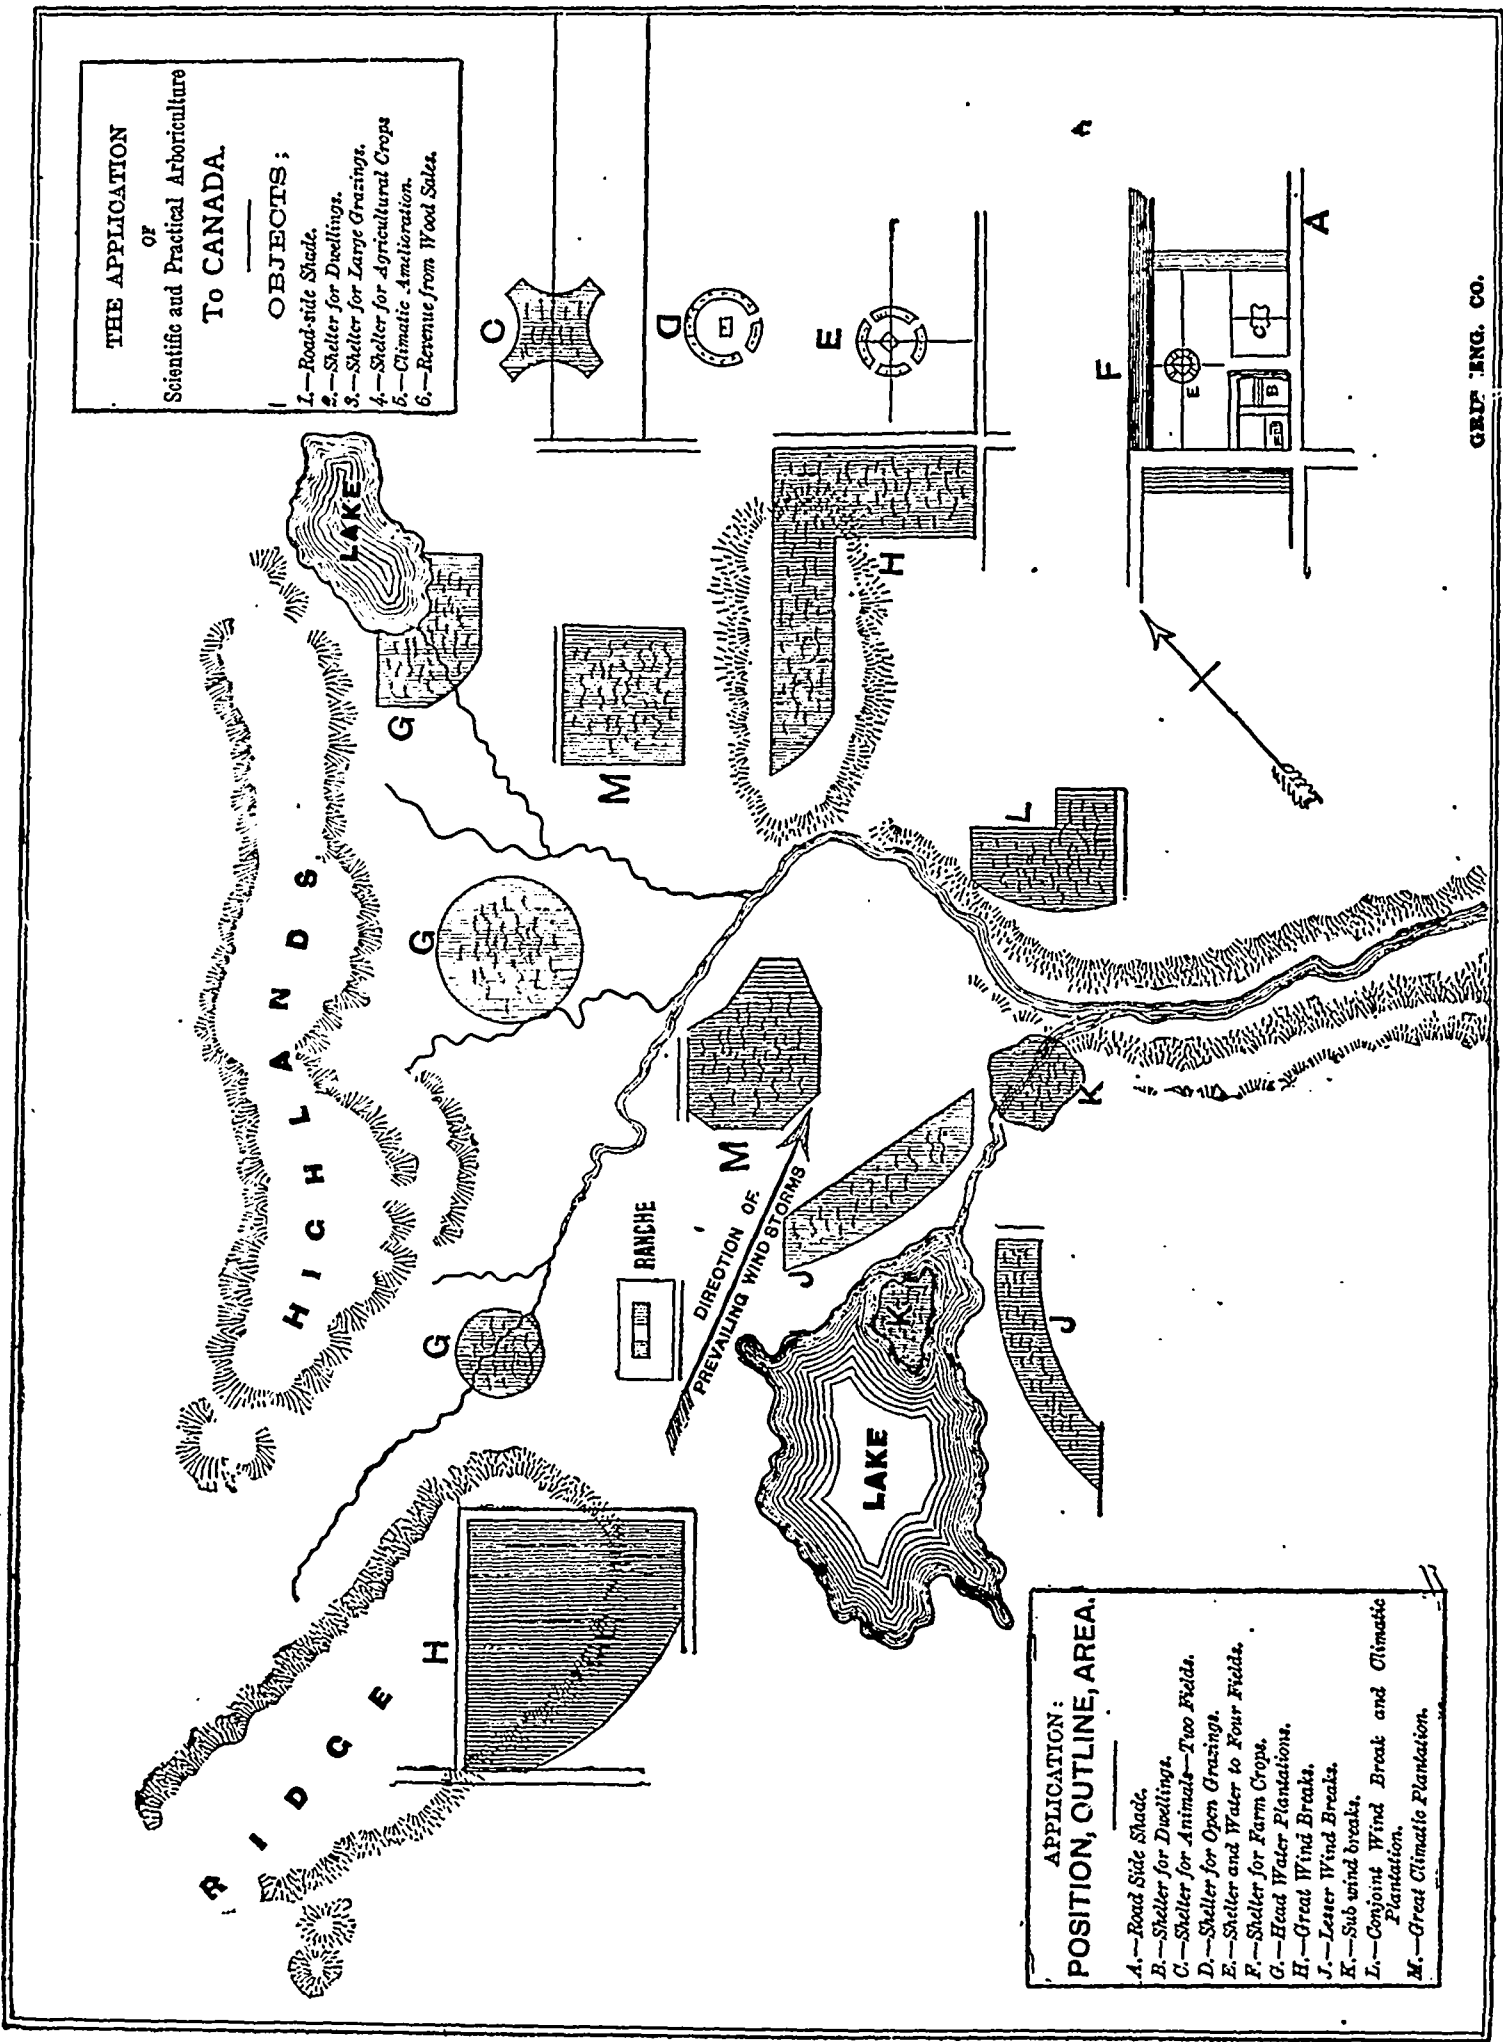 THE APPLICATION
OF
Scientific and Practical Arboriculture
To CANADA.
OBJECTS;
1.—Road-side Shade.
2.—Shelter for Dwellings.
3.—Shelter for Large Grazings.
4.—Shelter for Agricultural Crops
5.—Climatic Amelioration.
6.—Revenue from Wood Sales.
RIDGE
HIGHLANDS.
LAKE
H
G
G
G
M
C
D
E
RANCHE
DIRECTION OF
PREVAILING WIND STORMS
M
H
J
LAKE
K
J
K
L
F
E
B
C
A
APPLICATION:
POSITION, OUTLINE, AREA.
A.—Road Side Shade.
B.—Shelter for Dwellings.
C.—Shelter for Animals—Two Fields.
D.—Shelter for Open Grazings.
E.—Shelter and Water to Four Fields.
F.—Shelter for Farm Crops.
G.—Head Water Plantations.
H.—Great Wind Breaks.
J.—Lesser Wind Breaks.
K.—Sub wind breaks.
L.—Conjoint Wind Break and Climatic
Plantation.
M.—Great Climatic Plantation.
ENG. CO.